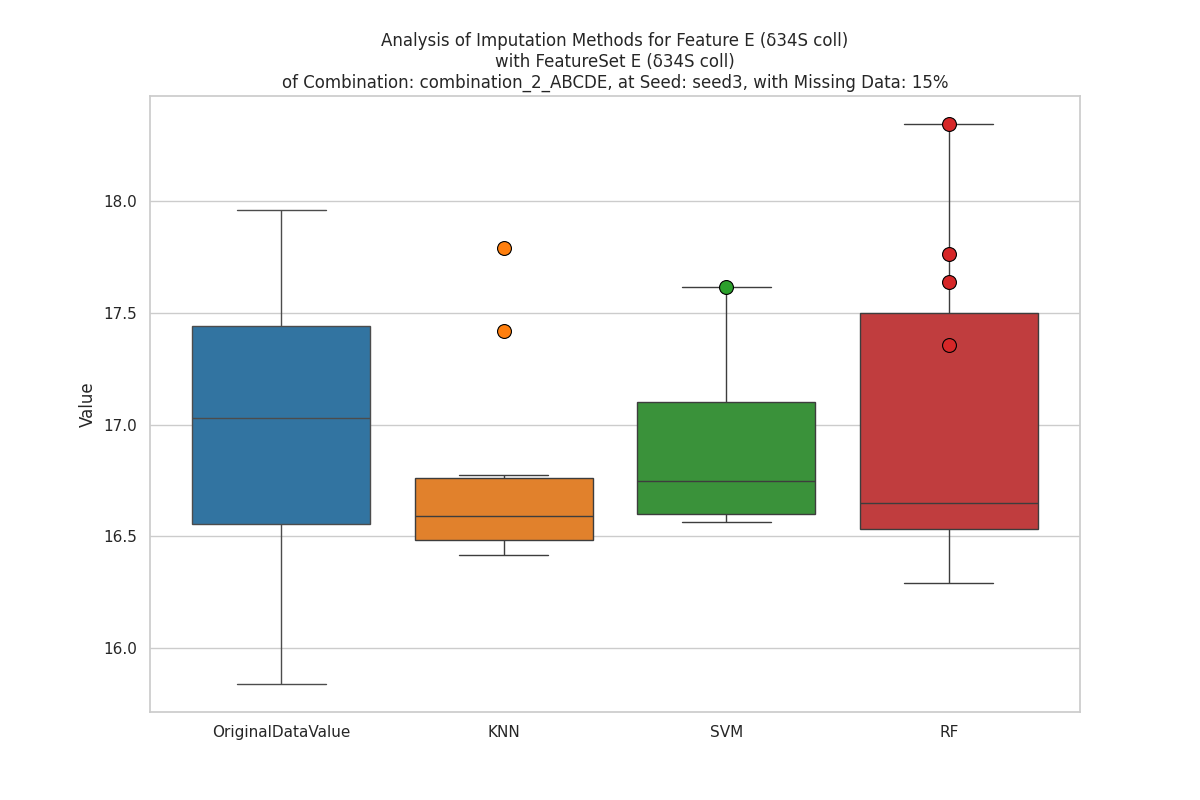 Analysis of Imputation Methods for Feature E (δ34S coll)
with FeatureSet E (δ34S coll)
of Combination: combination_2_ABCDE, at Seed: seed3, with Missing Data: 15%
Value
18.0
17.5
17.0
16.5
16.0
OriginalDataValue
KNN
SVM
RF